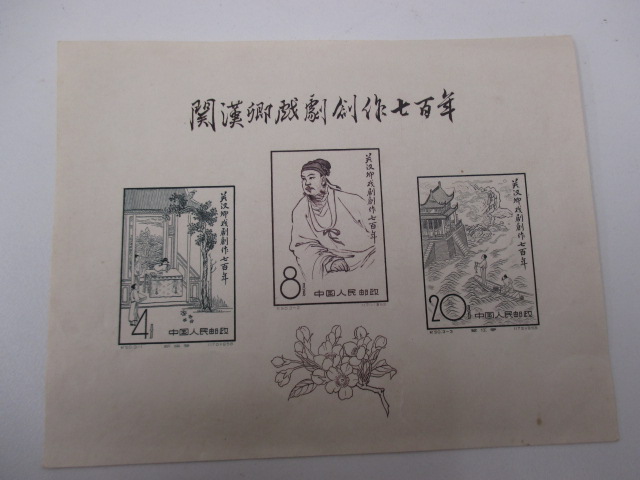 関漢卿戲劇創作七百年
关汉卿戏剧创作七百年
4
中国人民邮政
关汉卿戏剧创作七百年
8
中国人民邮政
关汉卿戏剧创作七百年
20
中国人民邮政